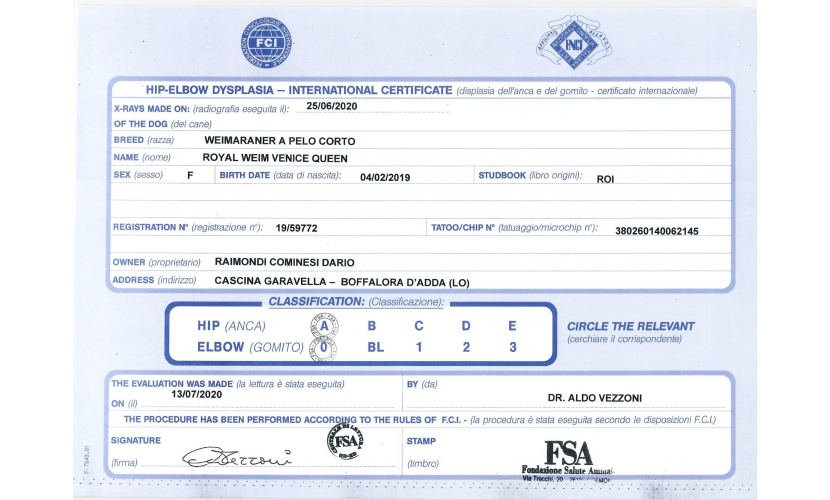 FCI
ENCI
HIP-ELBOW DYSPLASIA – INTERNATIONAL CERTIFICATE (displasia dell'anca e del gomito - certificato internazionale)
X-RAYS MADE ON: (radiografia eseguita il): 25/06/2020
OF THE DOG (del cane)
BREED (razza) WEIMARANER A PELO CORTO
NAME (nome) ROYAL WEIM VENICE QUEEN
SEX (sesso) F BIRTH DATE (data di nascita): 04/02/2019 STUDBOOK (libro origini): ROI
REGISTRATION N° (registrazione n°): 19/59772 TATOO/CHIP N° (tatuaggio/microchip n°): 380260140062145
OWNER (proprietario) RAIMONDI COMINESI DARIO
ADDRESS (indirizzo) CASCINA GARAVELLA – BOFFALORA D'ADDA (LO)
CLASSIFICATION: (Classificazione):
HIP (ANCA) A B C D E
ELBOW (GOMITO) 0 BL 1 2 3
CIRCLE THE RELEVANT
(cerchiare il corrispondente)
THE EVALUATION WAS MADE (la lettura è stata eseguita)
ON (il) 13/07/2020
BY (da)
DR. ALDO VEZZONI
THE PROCEDURE HAS BEEN PERFORMED ACCORDING TO THE RULES OF F.C.I. - (la procedura è stata eseguita secondo le disposizioni F.C.I.)
SIGNATURE
(firma)
FSA
STAMP
(timbro)
FSA
Fondazione Salute
Via Trecchi, 20
F-7543.01